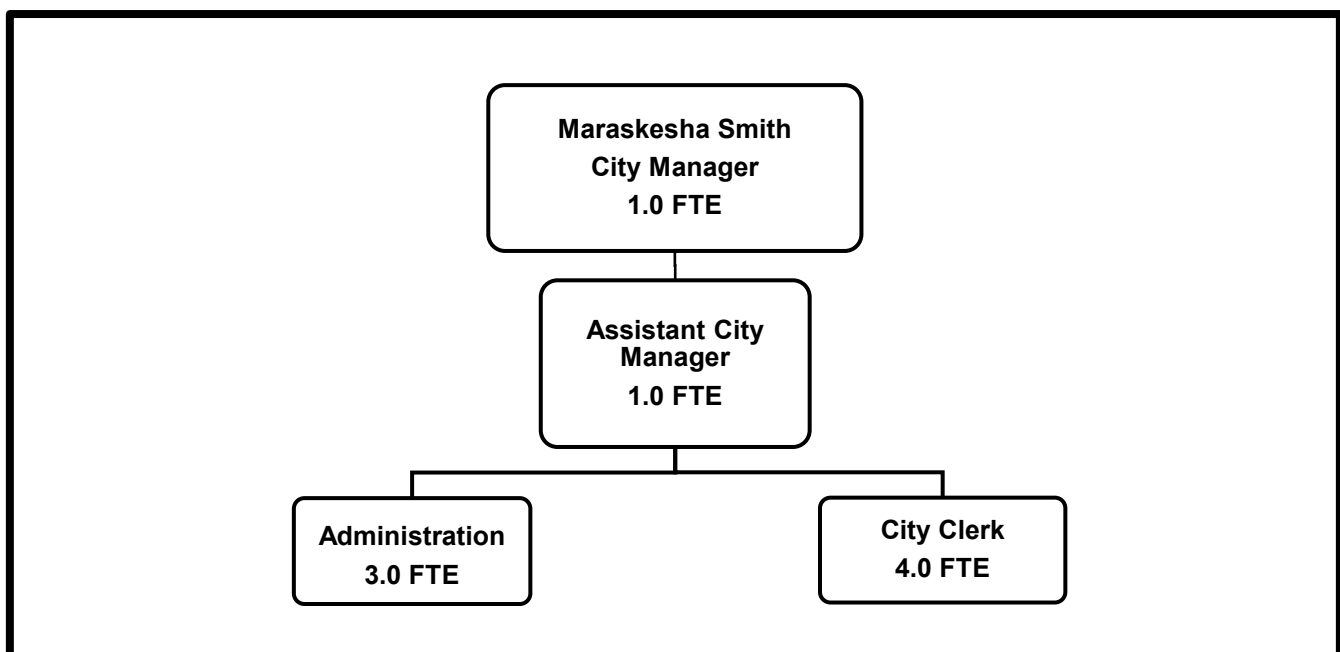 Maraskesha Smith
City Manager
1.0 FTE
Assistant City
Manager
1.0 FTE
Administration
3.0 FTE
City Clerk
4.0 FTE